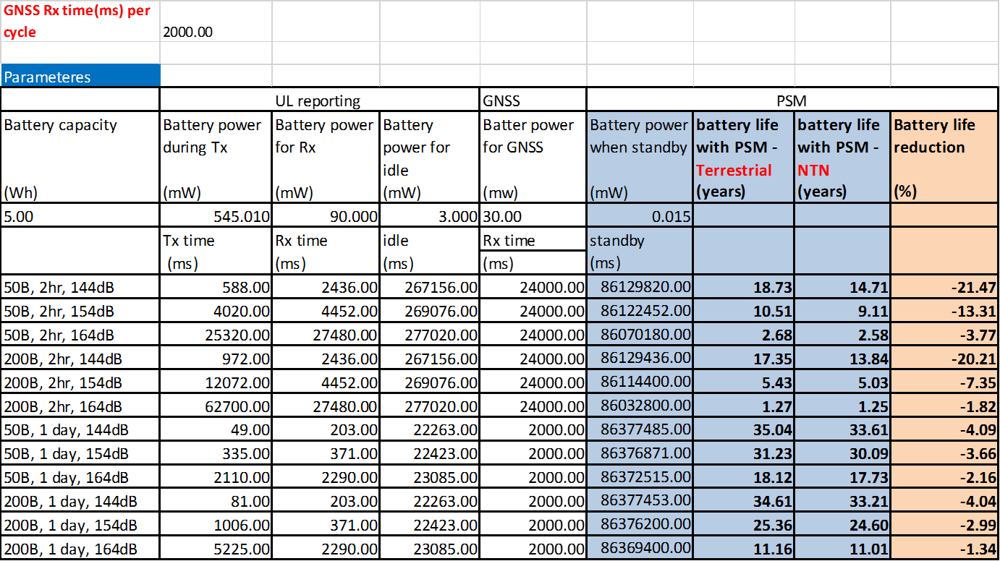 GNSS Rx time(ms) per
cycle 2000.00
Parameteres
UL reporting GNSS PSM
Battery capacity Battery power Battery power Battery Batter power Battery power battery life battery life Battery life
during Tx for Rx power for for GNSS when standby with PSM - with PSM - reduction
idle Terrestrial NTN
(Wh) (mW) (mW) (mW) (mw) (mW) (years) (years) (%)
5.00 545.010 90.000 3.000 30.00 0.015
Tx time Rx time idle Rx time standby
(ms) (ms) (ms) (ms) (ms)
50B, 2hr, 144dB 588.00 2436.00 267156.00 24000.00 86129820.00 18.73 14.71 -21.47
50B, 2hr, 154dB 4020.00 4452.00 269076.00 24000.00 86122452.00 10.51 9.11 -13.31
50B, 2hr, 164dB 25320.00 27480.00 277020.00 24000.00 86070180.00 2.68 2.58 -3.77
200B, 2hr, 144dB 972.00 2436.00 267156.00 24000.00 86129436.00 17.35 13.84 -20.21
200B, 2hr, 154dB 12072.00 4452.00 269076.00 24000.00 86114400.00 5.43 5.03 -7.35
200B, 2hr, 164dB 62700.00 27480.00 277020.00 24000.00 86032800.00 1.27 1.25 -1.82
50B, 1 day, 144dB 49.00 203.00 22263.00 2000.00 86377485.00 35.04 33.61 -4.09
50B, 1 day, 154dB 335.00 371.00 22423.00 2000.00 86376871.00 31.23 30.09 -3.66
50B, 1 day, 164dB 2110.00 2290.00 23085.00 2000.00 86372515.00 18.12 17.73 -2.16
200B, 1 day, 144dB 81.00 203.00 22263.00 2000.00 86377453.00 34.61 33.21 -4.04
200B, 1 day, 154dB 1006.00 371.00 22423.00 2000.00 86376200.00 25.36 24.60 -2.99
200B, 1 day, 164dB 5225.00 2290.00 23085.00 2000.00 86369400.00 11.16 11.01 -1.34